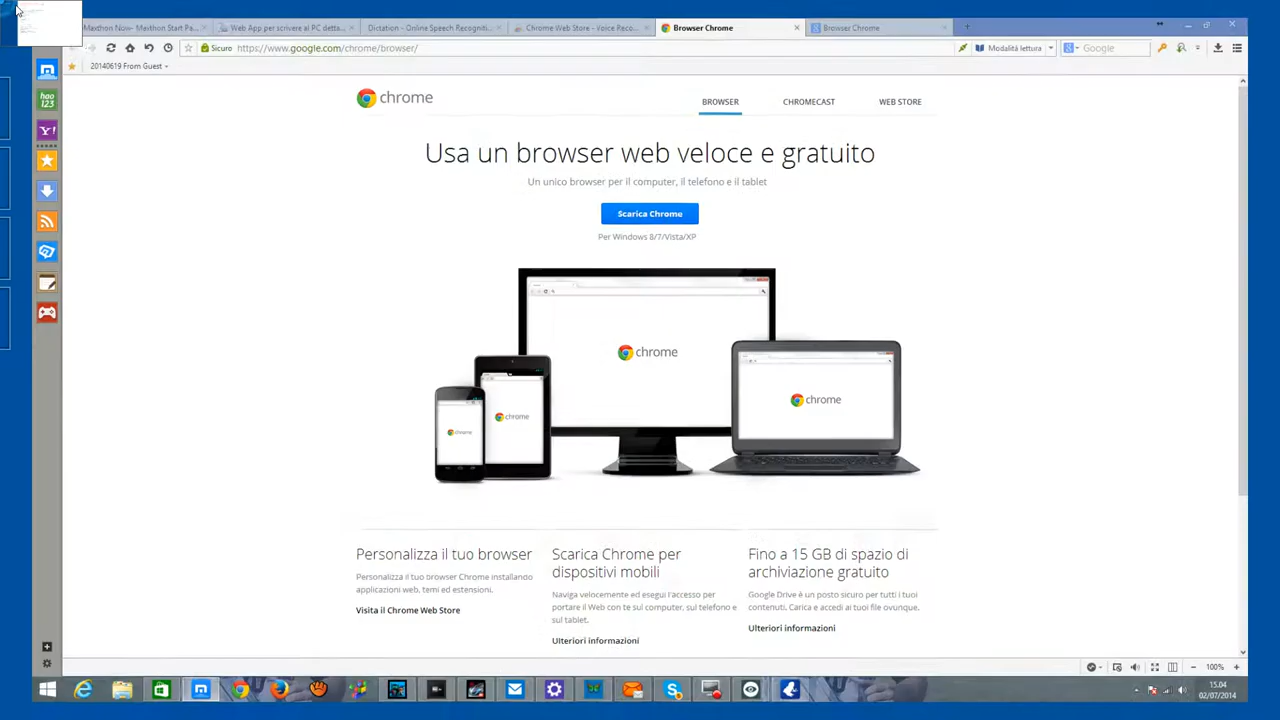 Maxthon Now- Maxthon Start Pa...
Web App per scrivere al PC detta...
Dictation - Online Speech Recogniti...
Chrome Web Store - Voice Reco...
Browser Chrome
Browser Chrome
Sicuro
https://www.google.com/chrome/browser/
Modalità lettura
Google
20140619 From Guest
hao
123
Y!
chrome
BROWSER
CHROMECAST
WEB STORE
Usa un browser web veloce e gratuito
Un unico browser per il computer, il telefono e il tablet
Scarica Chrome
Per Windows 8/7/Vista/XP
chrome
chrome
chrome
chrome
Personalizza il tuo browser
Personalizza il tuo browser Chrome installando
applicazioni web, temi ed estensioni.
Visita il Chrome Web Store
Scarica Chrome per
dispositivi mobili
Naviga velocemente ed esegui l'accesso per
portare il Web con te sul computer, sul telefono e
sul tablet.
Ulteriori informazioni
Fino a 15 GB di spazio di
archiviazione gratuito
Google Drive è un posto sicuro per tutti i tuoi
contenuti. Carica e accedi ai tuoi file ovunque.
Ulteriori informazioni
100%
15.04
02/07/2014